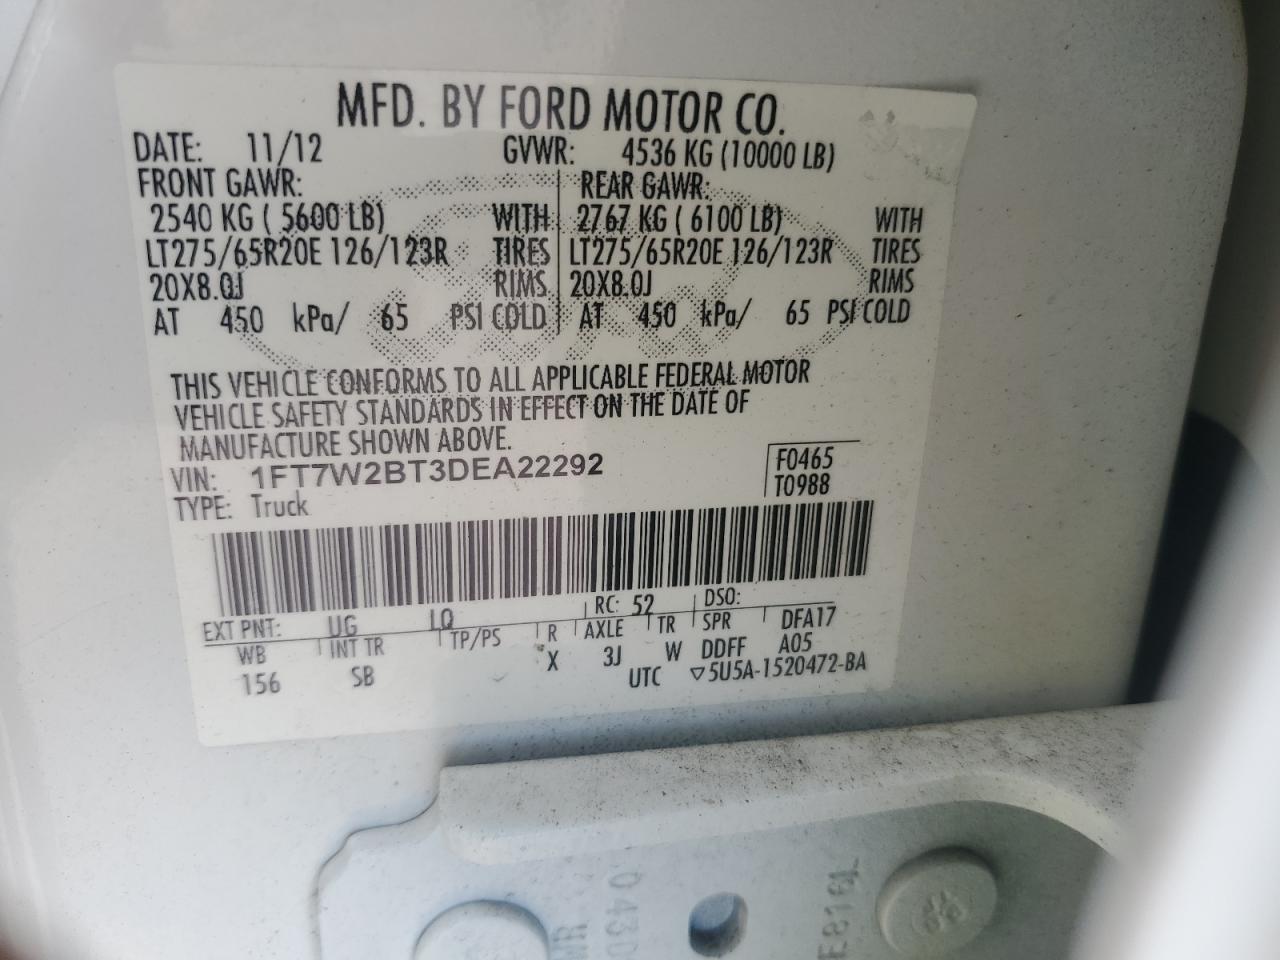 MFD. BY FORD MOTOR CO.
DATE: 11/12 GVWR: 4536 KG (10000 LB)
FRONT GAWR: REAR GAWR:
2540 KG ( 5600 LB) WITH 2767 KG ( 6100 LB) WITH
LT275/65R20E 126/123R TIRES LT275/65R20E 126/123R TIRES
20X8.0J RIMS 20X8.0J RIMS
AT 450 kPa/ 65 PSI COLD AT 450 kPa/ 65 PSI COLD
THIS VEHICLE CONFORMS TO ALL APPLICABLE FEDERAL MOTOR
VEHICLE SAFETY STANDARDS IN EFFECT ON THE DATE OF
MANUFACTURE SHOWN ABOVE.
VIN: 1FT7W2BT3DEA22292 F0465
TYPE: Truck T0988
EXT PNT: UG LQ RC: 52 DSO:
WB INT TR TP/PS R AXLE TR SPR DFA17
156 SB X 3J W DDFF A05
UTC ▽5U5A-1520472-BA